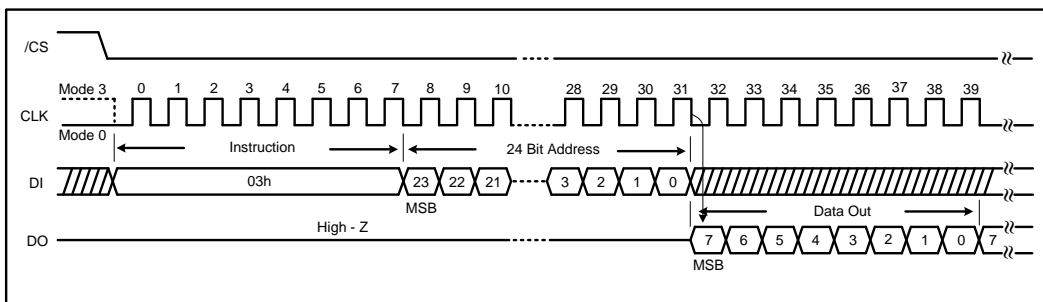 /CS
Mode 3 0 1 2 3 4 5 6 7 8 9 10 28 29 30 31 32 33 34 35 36 37 38 39
CLK
Mode 0
Instruction 24 Bit Address
DI 03h 23 22 21 3 2 1 0
MSB Data Out
High - Z
DO 7 6 5 4 3 2 1 0 7
MSB